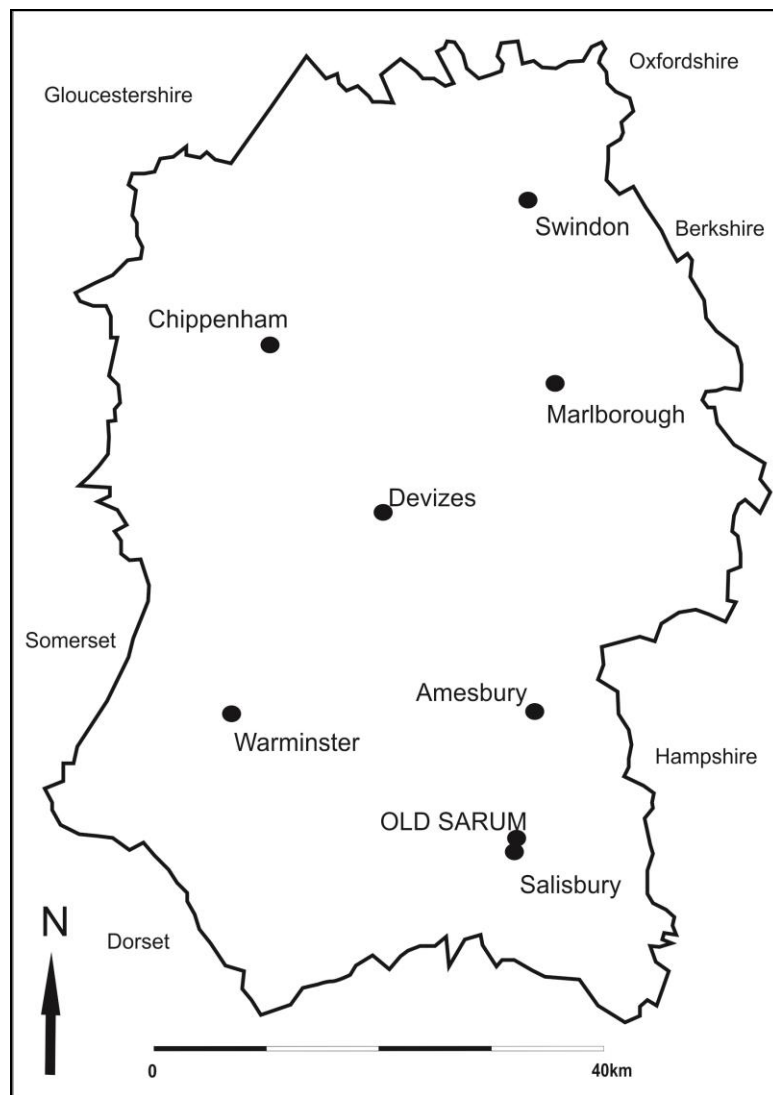 Oxfordshire
Gloucestershire
Swindon
Berkshire
Chippenham
Marlborough
Devizes
Somerset
Amesbury
Warminster
Hampshire
OLD SARUM
Salisbury
N
Dorset
0
40km